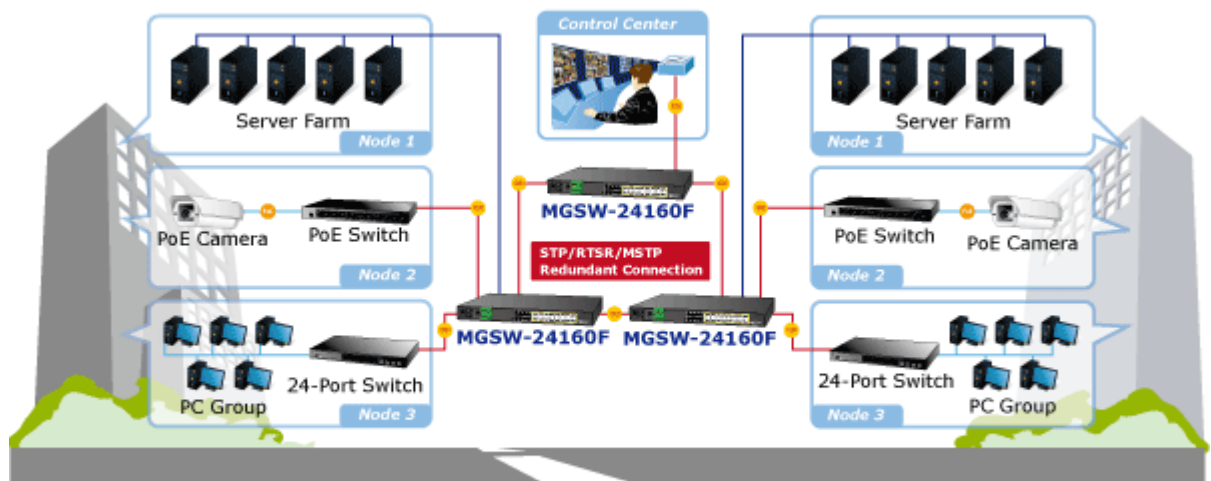 Control Center
Server Farm
Node 1
Server Farm
Node 1
MGSW-24160F
PoE Camera
PoE Switch
Node 2
STP/RTSR/MSTP
Redundant Connection
PoE Switch
PoE Camera
Node 2
MGSW-24160F
MGSW-24160F
PC Group
24-Port Switch
Node 3
24-Port Switch
PC Group
Node 3